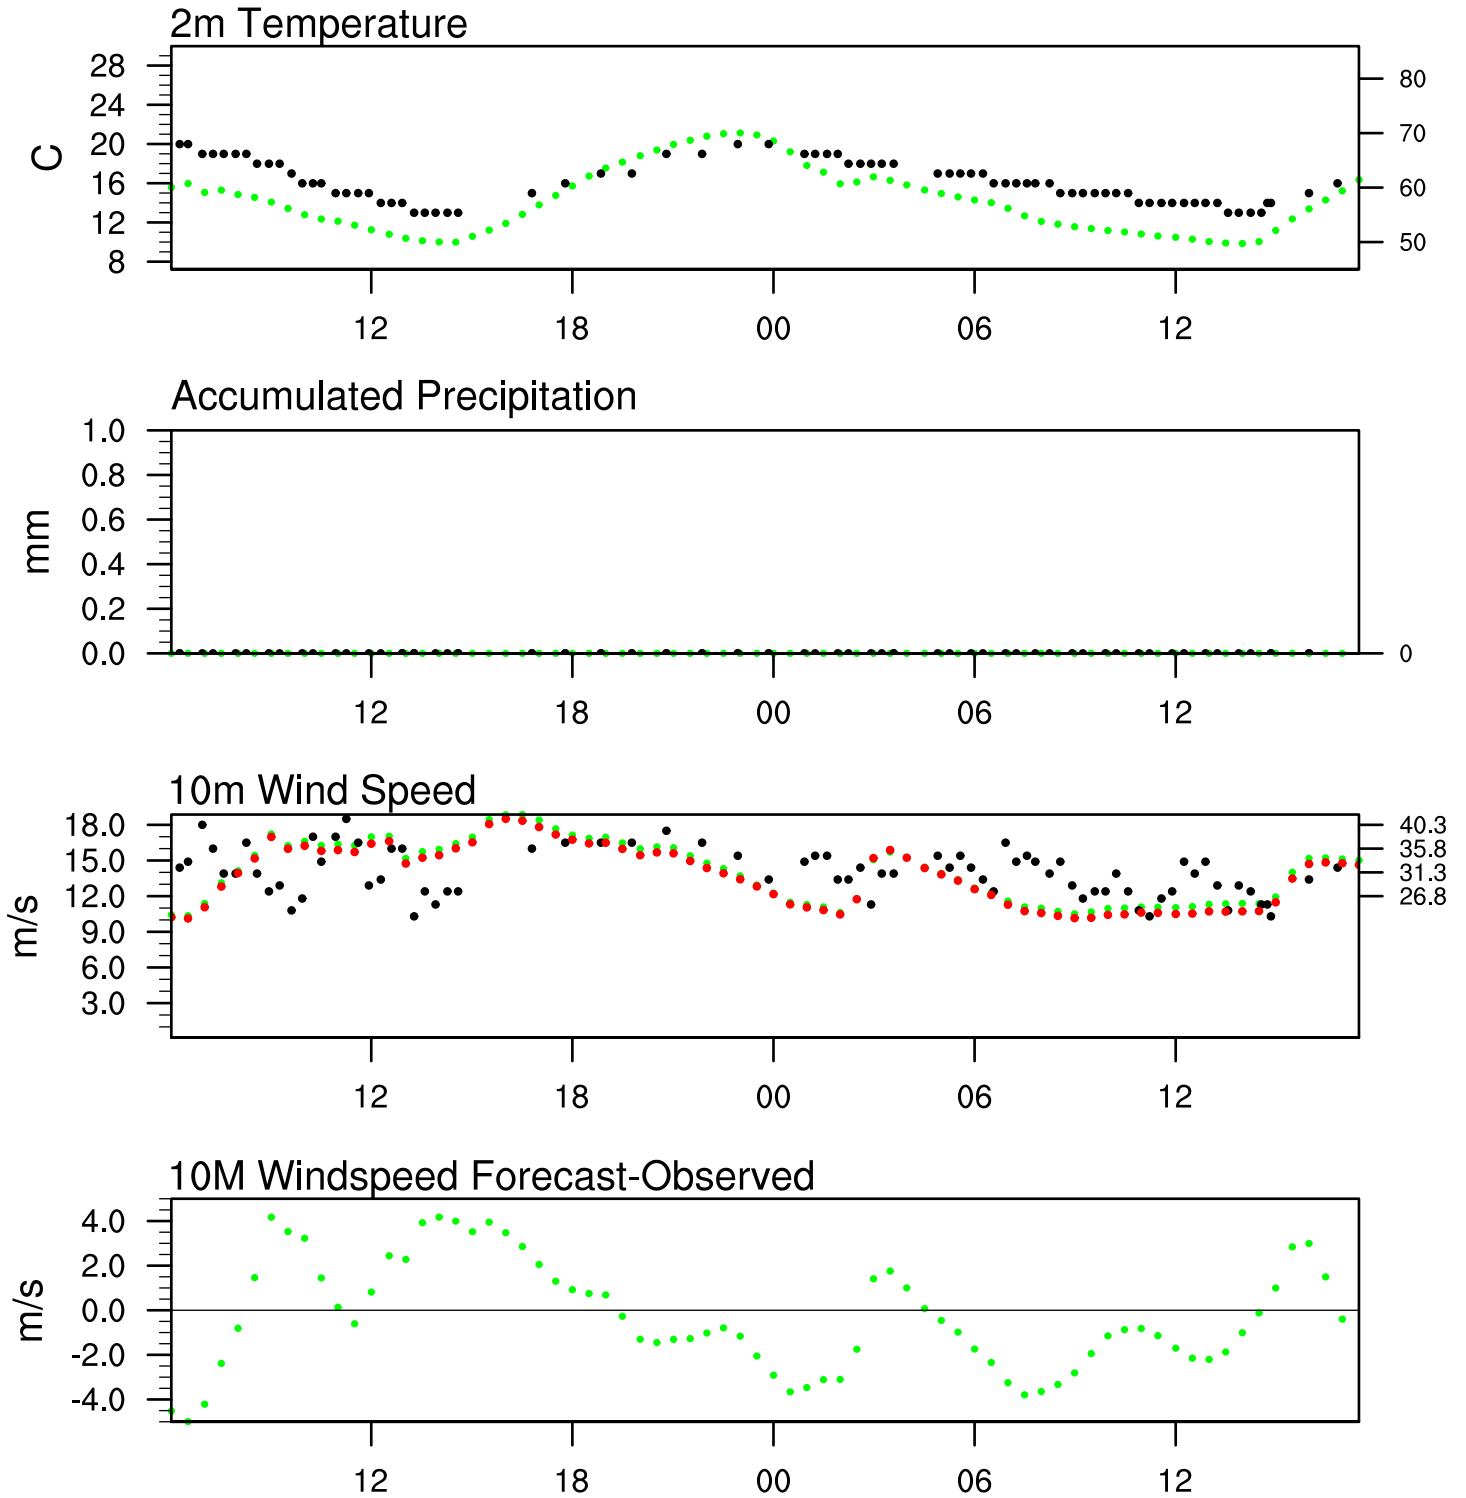 2m Temperature
28
24
20
16
12
8
C
80
70
60
50
12 18 00 06 12
Accumulated Precipitation
1.0
0.8
0.6
0.4
0.2
0.0
mm
0
12 18 00 06 12
10m Wind Speed
18.0
15.0
12.0
9.0
6.0
3.0
m/s
40.3
35.8
31.3
26.8
12 18 00 06 12
10M Windspeed Forecast-Observed
4.0
2.0
0.0
-2.0
-4.0
m/s
12 18 00 06 12